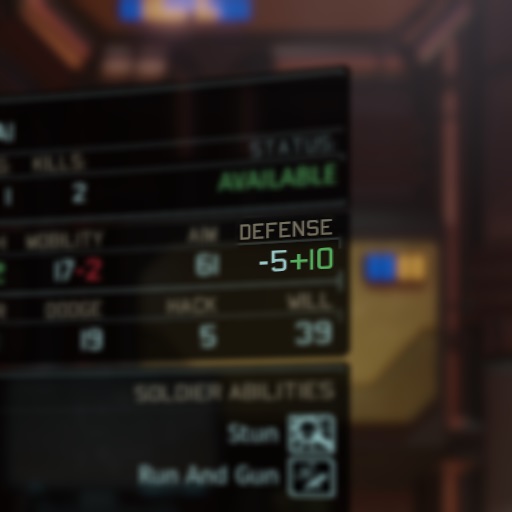 KILLS STATUS
1 2 AVAILABLE
MOBILITY AIM DEFENSE
17-2 61 -5+10
DODGE HACK WILL
19 5 39
SOLDIER ABILITIES
Stun
Run And Gun